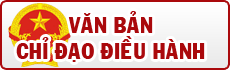 VĂN BẢN
CHỈ ĐẠO ĐIỀU HÀNH